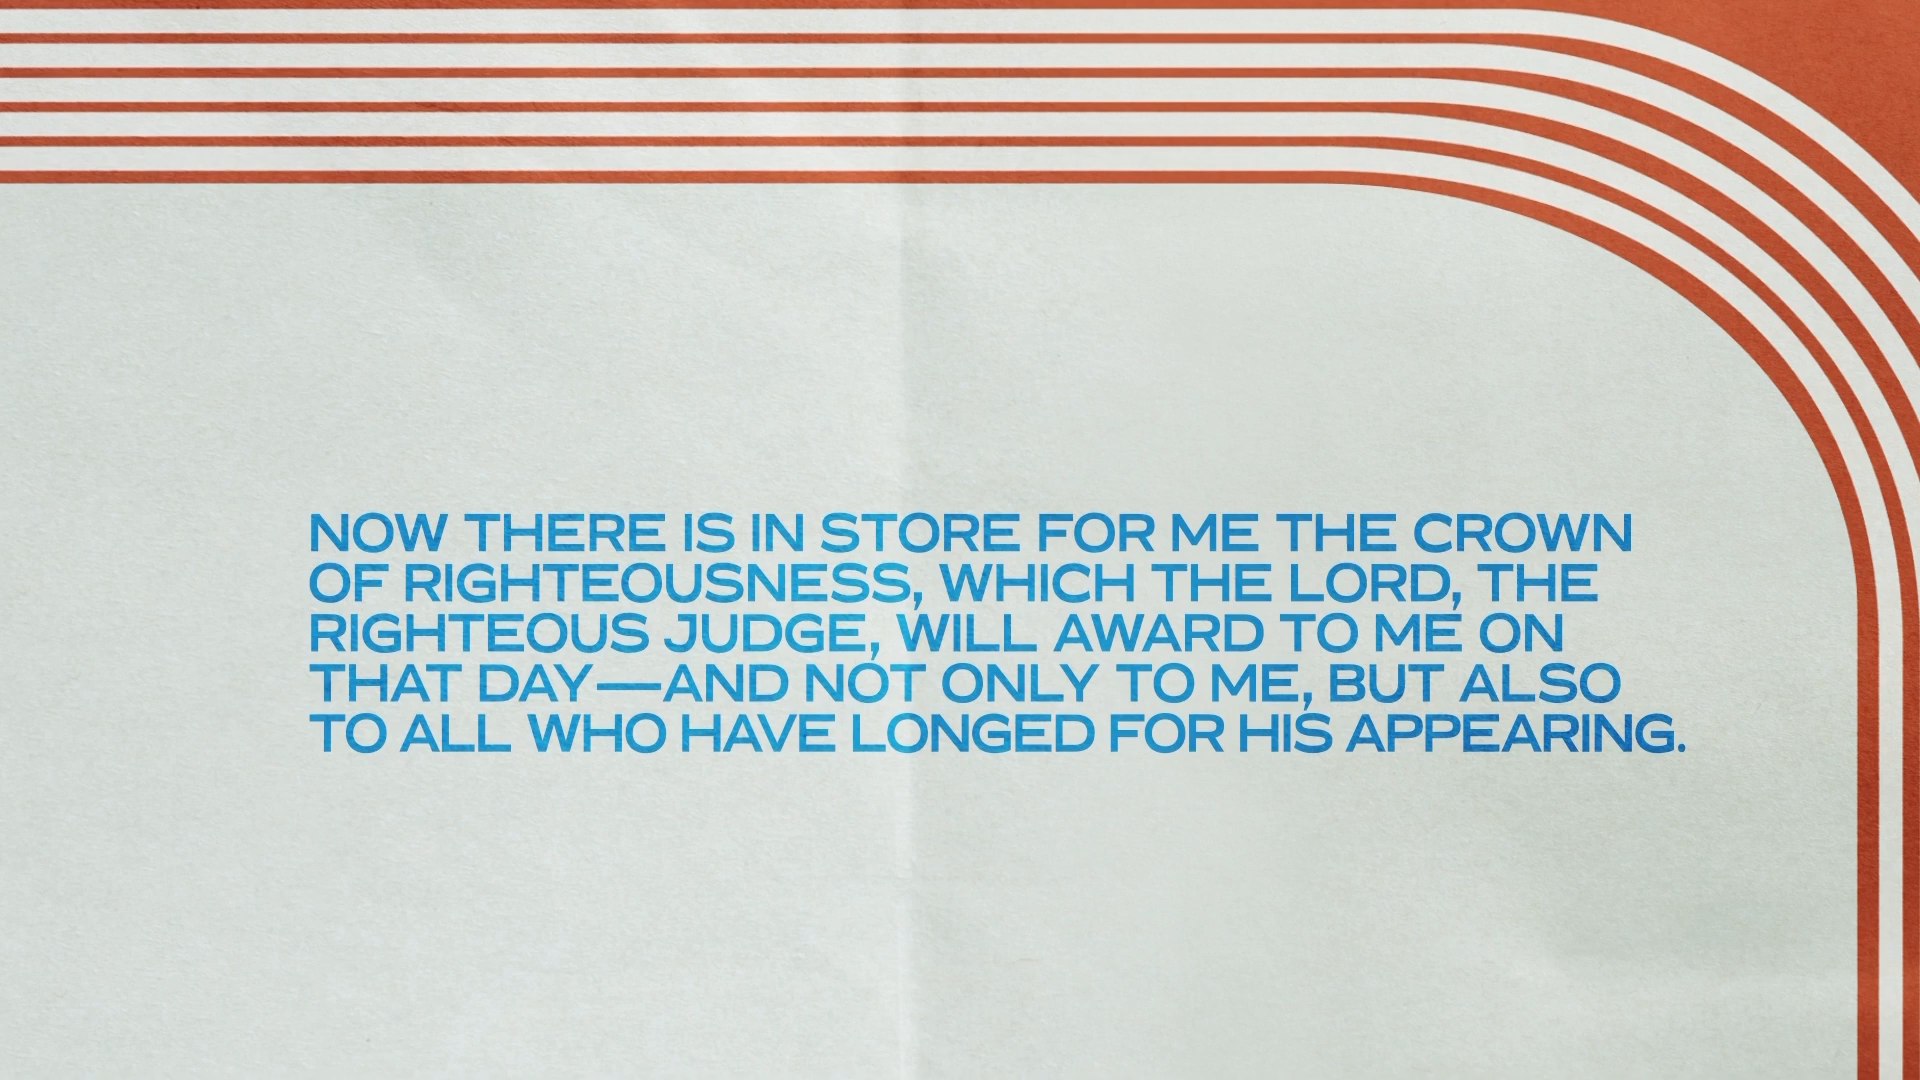 NOW THERE IS IN STORE FOR ME THE CROWN
OF RIGHTEOUSNESS, WHICH THE LORD, THE
RIGHTEOUS JUDGE, WILL AWARD TO ME ON
THAT DAY—AND NOT ONLY TO ME, BUT ALSO
TO ALL WHO HAVE LONGED FOR HIS APPEARING.